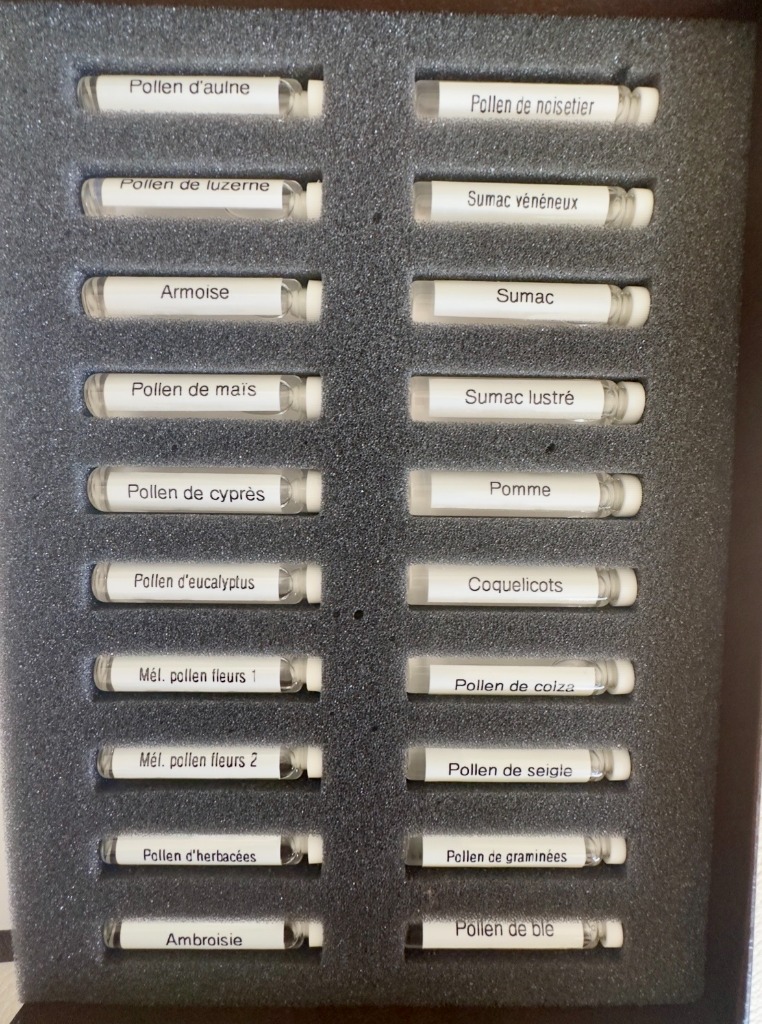 Pollen d'aulne
Pollen de luzerne
Armoise
Pollen de maïs
Pollen de cyprès
Pollen d'eucalyptus
Mél. pollen fleurs 1
Mél. pollen fleurs 2
Pollen d'herbacées
Ambroisie
Pollen de noisetier
Sumac vénéneux
Sumac
Sumac lustré
Pomme
Coquelicots
Pollen de colza
Pollen de seigle
Pollen de graminées
Pollen de blé